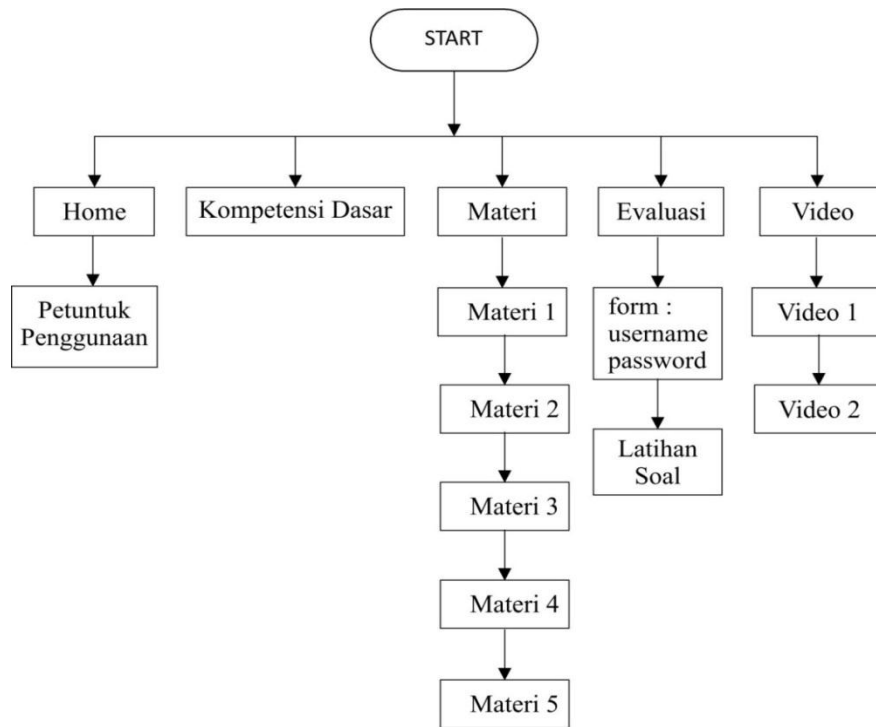 START
Home
Kompetensi Dasar
Materi
Evaluasi
Video
Petuntuk
Penggunaan
Materi 1
form :
username
password
Video 1
Materi 2
Video 2
Latihan
Soal
Materi 3
Materi 4
Materi 5